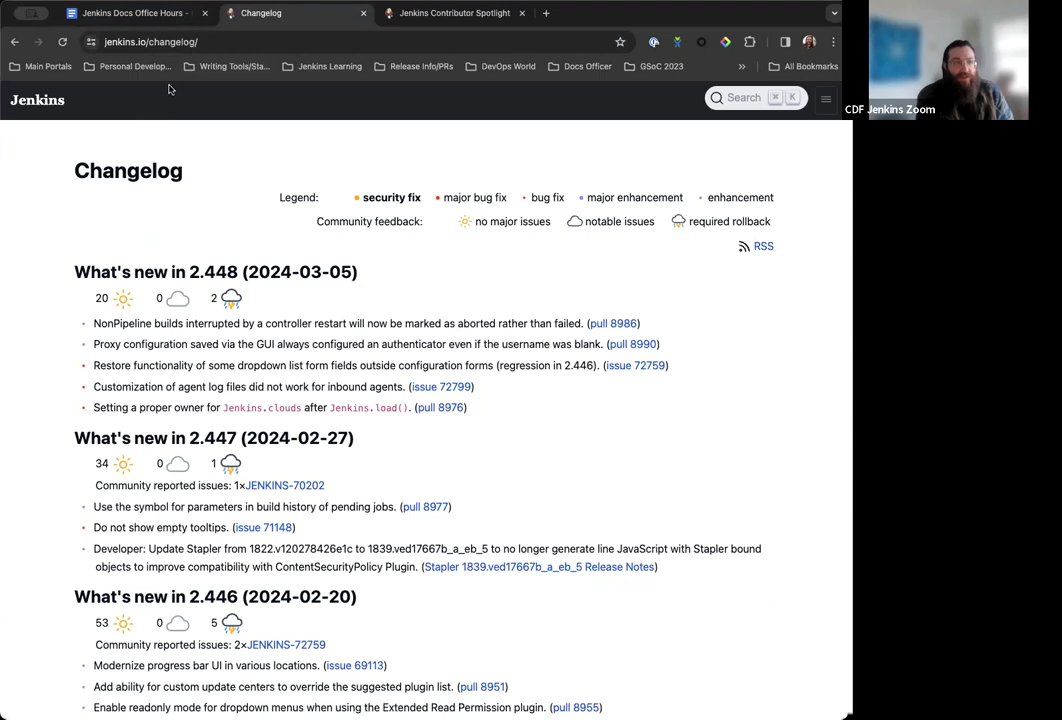 Jenkins Docs Office Hours -
Changelog
Jenkins Contributor Spotlight
jenkins.io/changelog/
Main Portals
Personal Develop...
Writing Tools/Sta...
Jenkins Learning
Release Info/PRs
DevOps World
Docs Officer
GSoC 2023
»
All Bookmarks
Jenkins
Search ⌘ K
CDF Jenkins Zoom
Changelog
Legend: security fix major bug fix bug fix major enhancement enhancement
Community feedback: no major issues notable issues required rollback
RSS
What's new in 2.448 (2024-03-05)
20 0 2
NonPipeline builds interrupted by a controller restart will now be marked as aborted rather than failed. (pull 8986)
Proxy configuration saved via the GUI always configured an authenticator even if the username was blank. (pull 8990)
Restore functionality of some dropdown list form fields outside configuration forms (regression in 2.446). (issue 72759)
Customization of agent log files did not work for inbound agents. (issue 72799)
Setting a proper owner for Jenkins.clouds after Jenkins.load(). (pull 8976)
What's new in 2.447 (2024-02-27)
34 0 1
Community reported issues: 1×JENKINS-70202
Use the symbol for parameters in build history of pending jobs. (pull 8977)
Do not show empty tooltips. (issue 71148)
Developer: Update Stapler from 1822.v120278426e1c to 1839.ved17667b_a_eb_5 to no longer generate line JavaScript with Stapler bound
objects to improve compatibility with ContentSecurityPolicy Plugin. (Stapler 1839.ved17667b_a_eb_5 Release Notes)
What's new in 2.446 (2024-02-20)
53 0 5
Community reported issues: 2×JENKINS-72759
Modernize progress bar UI in various locations. (issue 69113)
Add ability for custom update centers to override the suggested plugin list. (pull 8951)
Enable readonly mode for dropdown menus when using the Extended Read Permission plugin. (pull 8955)